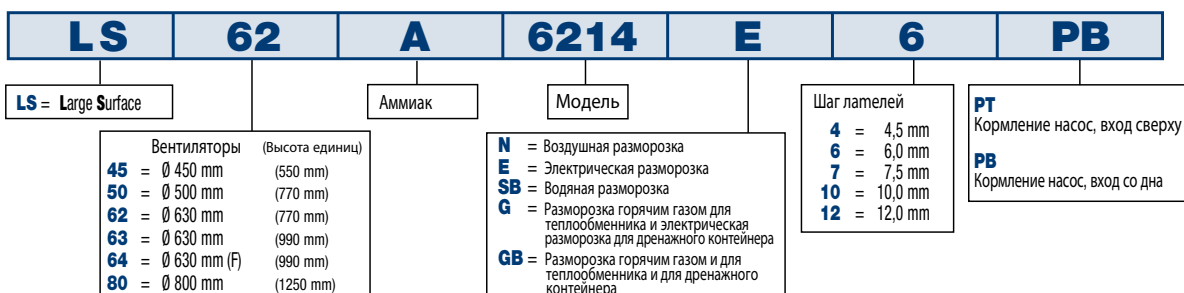 LS 62 A 6214 E 6 PB
LS = Large Surface
Вентиляторы (Высота единиц)
45 = Ø 450 mm (550 mm)
50 = Ø 500 mm (770 mm)
62 = Ø 630 mm (770 mm)
63 = Ø 630 mm (990 mm)
64 = Ø 630 mm (F) (990 mm)
80 = Ø 800 mm (1250 mm)
Аммиак
Модель
N = Воздушная разморозка
E = Электрическая разморозка
SB = Водяная разморозка
G = Разморозка горячим газом для
теплообменника и электрическая
разморозка для дренажного контейнера
GB = Разморозка горячим газом и для
теплообменника и для дренажного
контейнера
Шаг лателей
4 = 4,5 mm
6 = 6,0 mm
7 = 7,5 mm
10 = 10,0 mm
12 = 12,0 mm
PT
Кормление насос, вход сверху
PB
Кормление насос, вход со дна